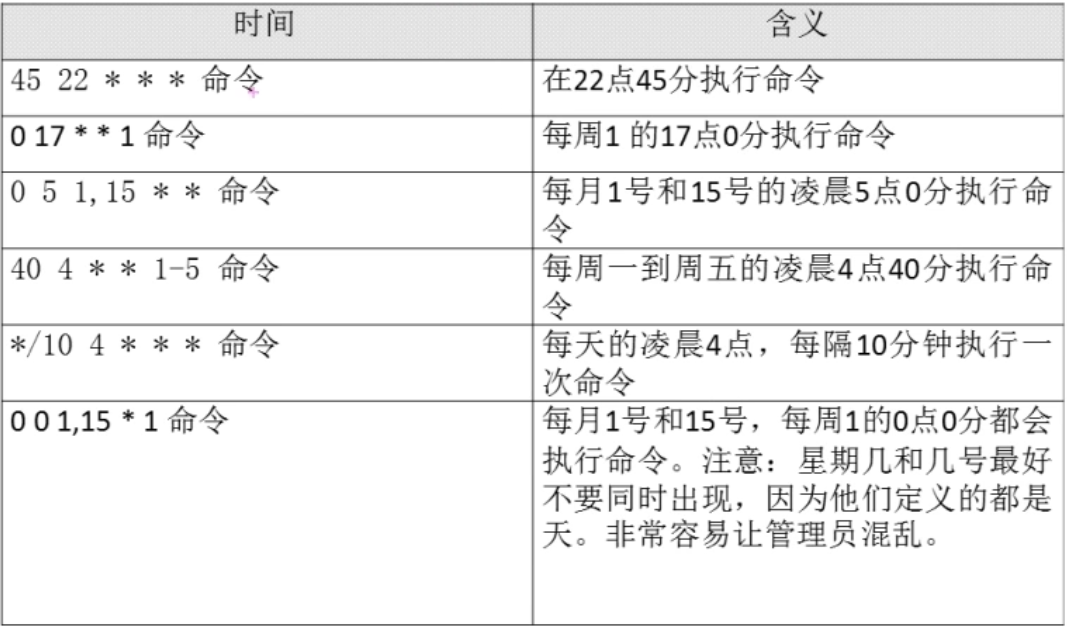 时间
含义
45 22 * * * 命令
在22点45分执行命令
0 17 * * 1 命令
每周1 的17点0分执行命令
0 5 1,15 * * 命令
每月1号和15号的凌晨5点0分执行命
令
40 4 * * 1-5 命令
每周一到周五的凌晨4点40分执行命
令
*/10 4 * * * 命令
每天的凌晨4点，每隔10分钟执行一
次命令
0 0 1,15 * 1 命令
每月1号和15号，每周1的0点0分都会
执行命令。注意：星期几和几号最好
不要同时出现，因为他们定义的都是
天。非常容易让管理员混乱。